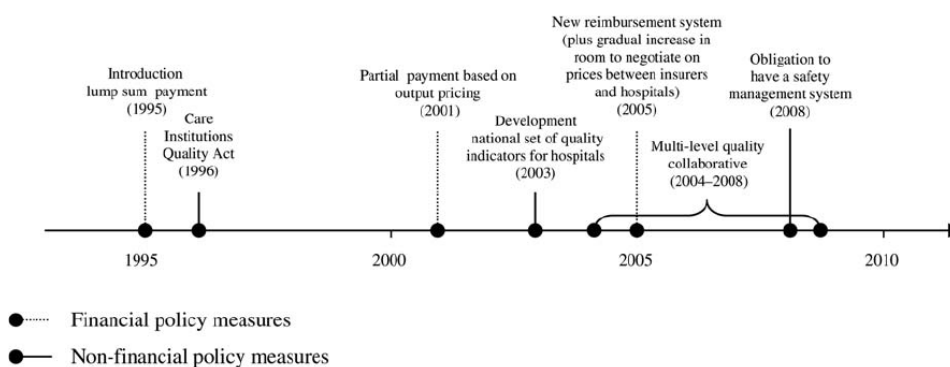 Introduction
lump sum payment
(1995)
Care
Institutions
Quality Act
(1996)
Partial payment based on
output pricing
(2001)
Development
national set of quality
indicators for hospitals
(2003)
New reimbursement system
(plus gradual increase in
room to negotiate on
prices between insurers
and hospitals)
(2005)
Multi-level quality
collaborative
(2004–2008)
Obligation to
have a safety
management system
(2008)
1995
2000
2005
2010
Financial policy measures
Non-financial policy measures